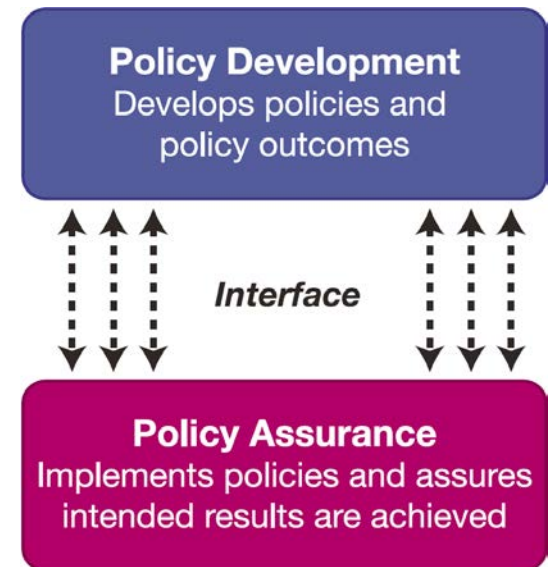 Policy Development
Develops policies and
policy outcomes
Interface
Policy Assurance
Implements policies and assures
intended results are achieved